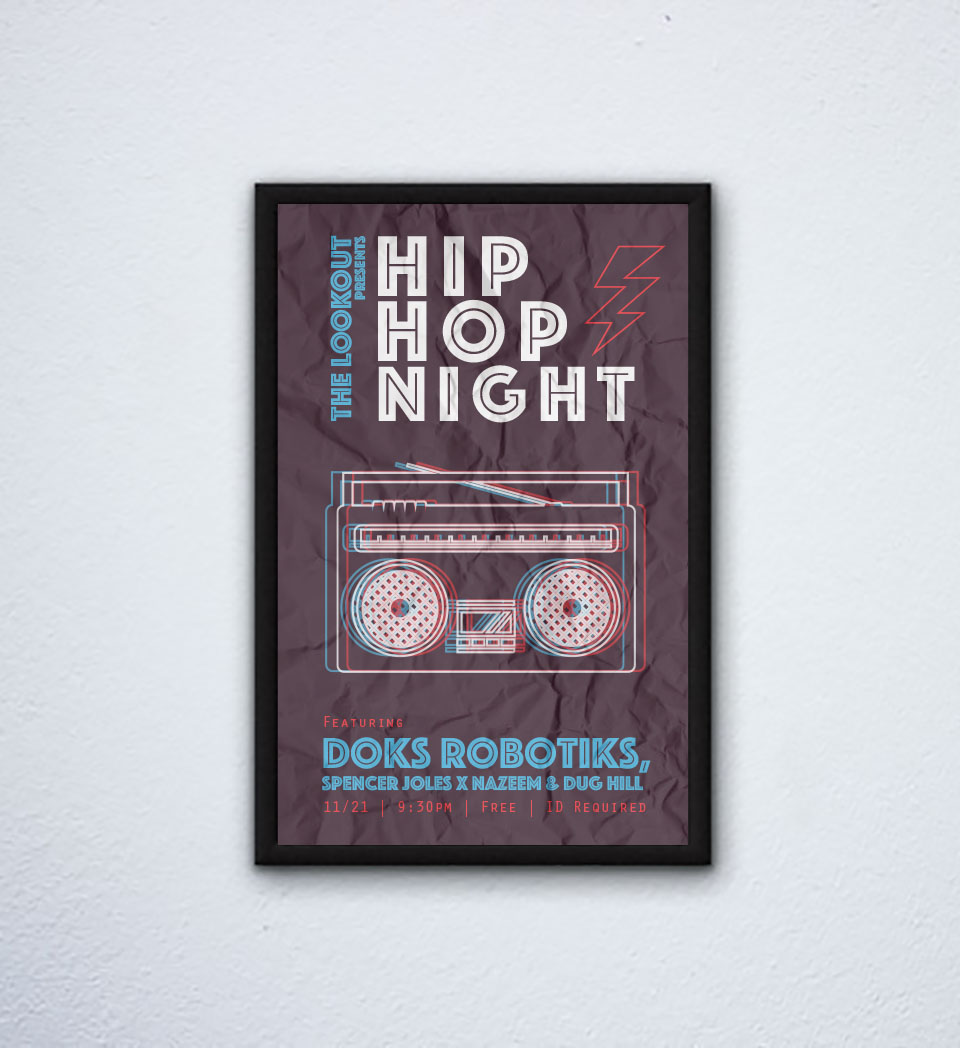 THE LOOKOUT
PRESENTS
HIP
HOP
NIGHT
FEATURING
DOKS ROBOTIKS,
SPENCER JOLES X NAZEEM & DUG HILL
11/21 | 9:30PM | FREE | ID REQUIRED